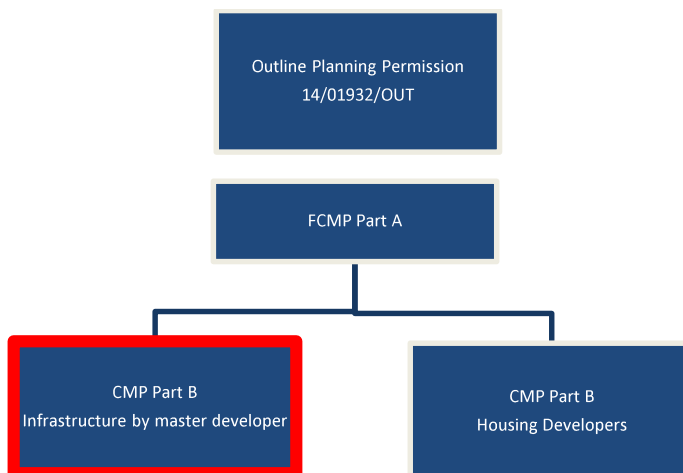 Outline Planning Permission
14/01932/OUT
FCMP Part A
CMP Part B
Infrastructure by master developer
CMP Part B
Housing Developers